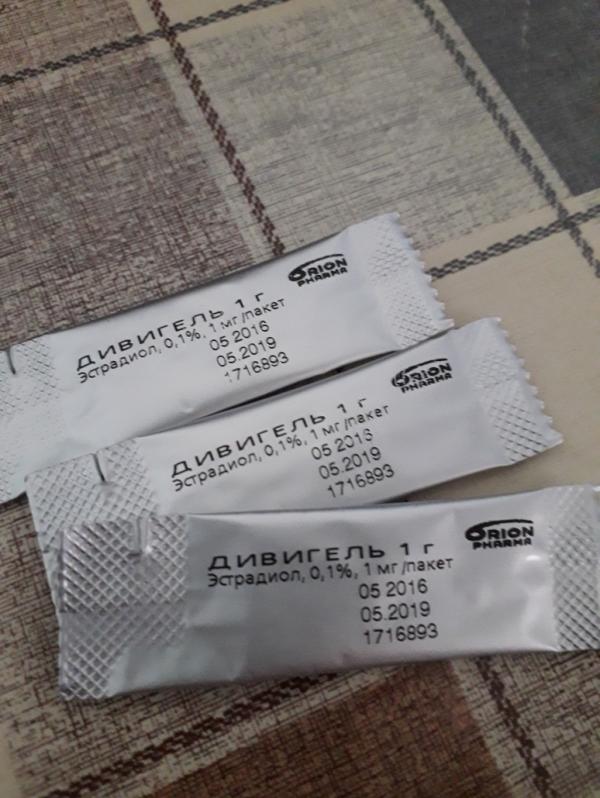 ORION
PHARMA
ДИВИГЕЛЬ 1 г
Эстрадиол, 0,1%, 1 мг/пакет
05 2016
05.2019
1716893
ORION
PHARMA
ДИВИГЕЛЬ 1 г
Эстрадиол, 0,1%, 1 мг/пакет
05 2016
05.2019
1716893
ORION
PHARMA
ДИВИГЕЛЬ 1 г
Эстрадиол, 0,1%, 1 мг/пакет
05 2016
05.2019
1716893